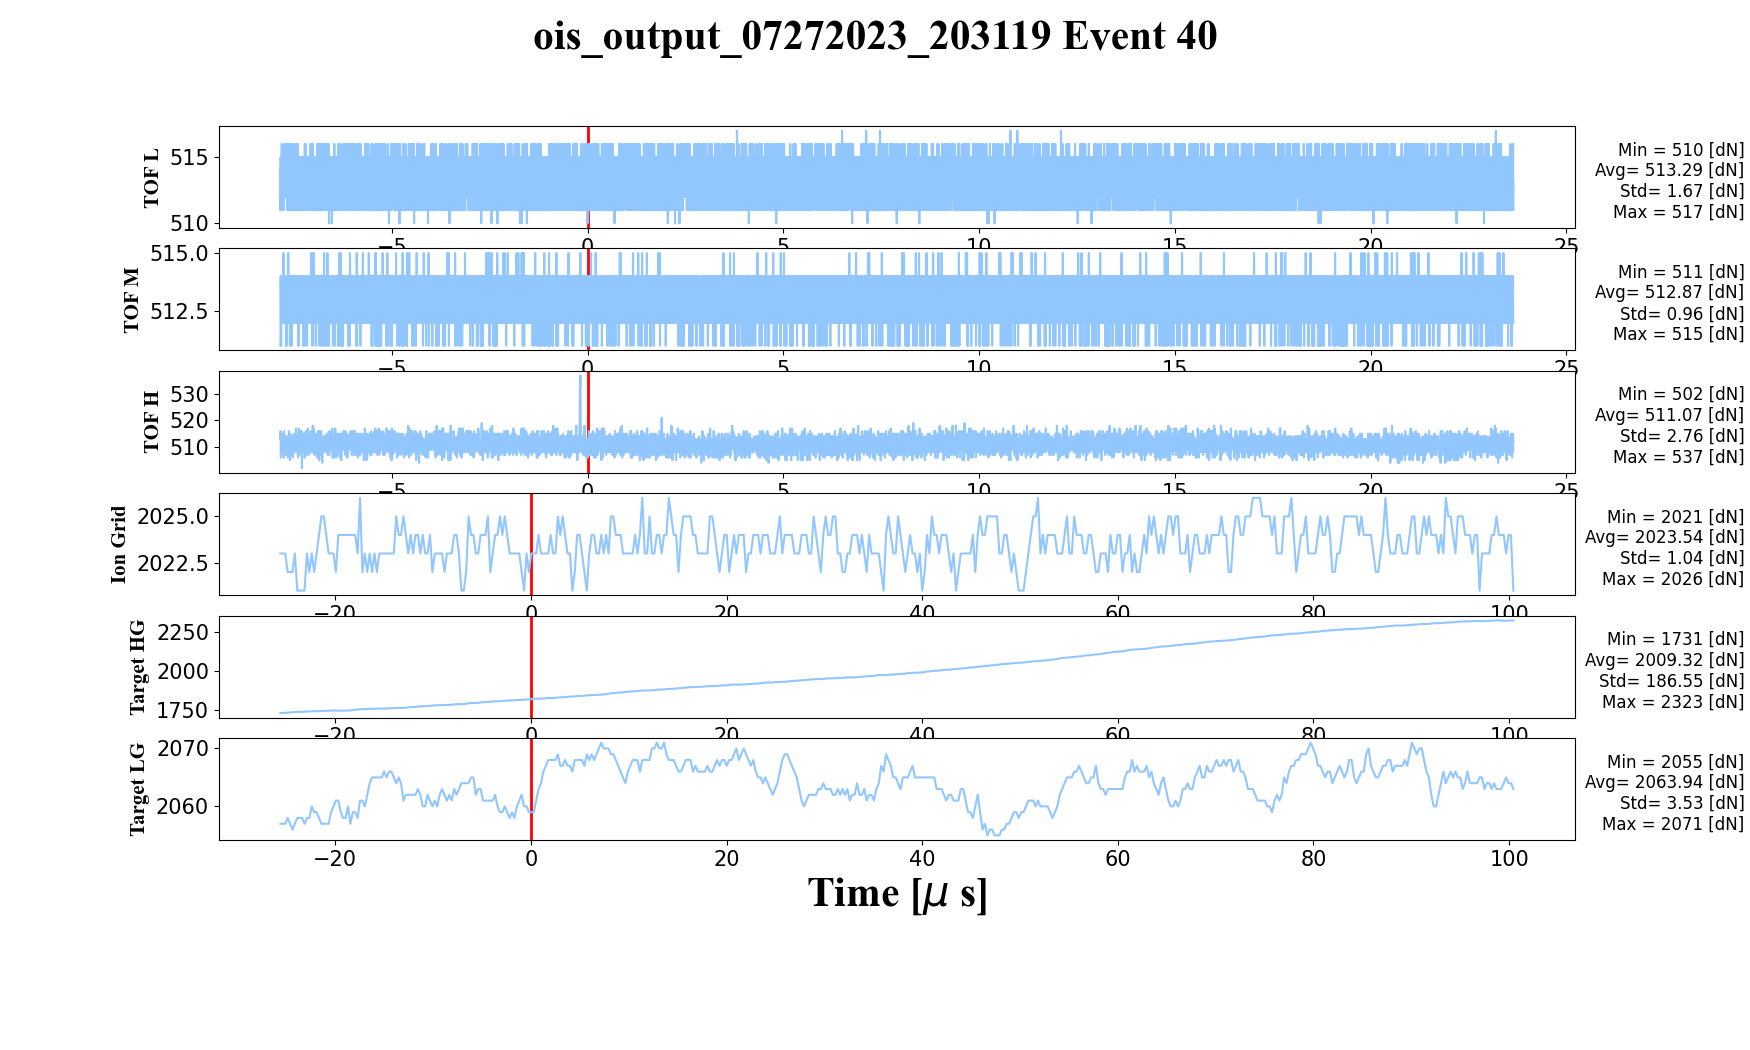 ois_output_07272023_203119 Event 40
TOF L
515
510
−5
0
5
10
15
20
25
Min = 510 [dN]
Avg= 513.29 [dN]
Std= 1.67 [dN]
Max = 517 [dN]
TOF M
515.0
512.5
−5
0
5
10
15
20
25
Min = 511 [dN]
Avg= 512.87 [dN]
Std= 0.96 [dN]
Max = 515 [dN]
TOF H
530
520
510
−5
0
5
10
15
20
25
Min = 502 [dN]
Avg= 511.07 [dN]
Std= 2.76 [dN]
Max = 537 [dN]
Ion Grid
2025.0
2022.5
−20
0
20
40
60
80
100
Min = 2021 [dN]
Avg= 2023.54 [dN]
Std= 1.04 [dN]
Max = 2026 [dN]
Target HG
2250
2000
1750
−20
0
20
40
60
80
100
Min = 1731 [dN]
Avg= 2009.32 [dN]
Std= 186.55 [dN]
Max = 2323 [dN]
Target LG
2070
2060
−20
0
20
40
60
80
100
Min = 2055 [dN]
Avg= 2063.94 [dN]
Std= 3.53 [dN]
Max = 2071 [dN]
Time [μ s]